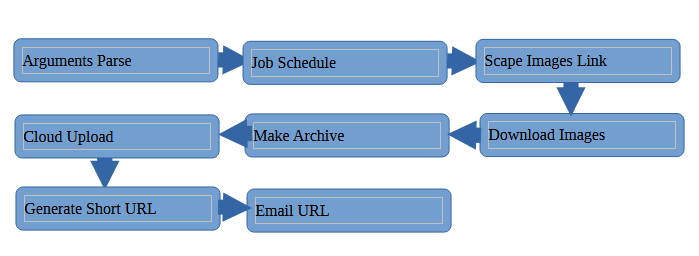 Arguments Parse
Job Schedule
Scape Images Link
Download Images
Make Archive
Cloud Upload
Generate Short URL
Email URL